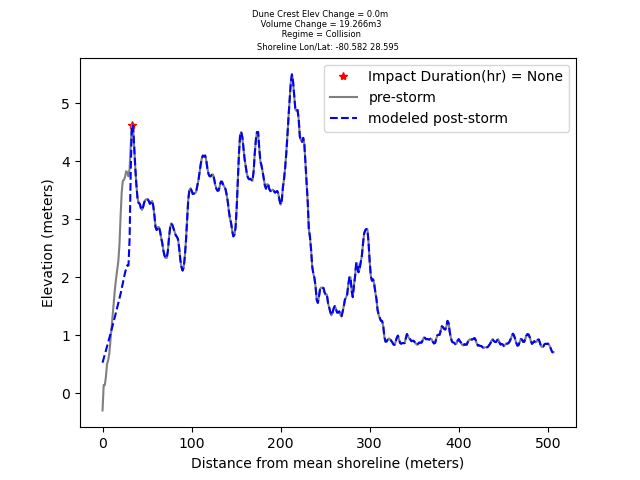 Dune Crest Elev Change = 0.0m
Volume Change = 19.266m3
Regime = Collision
Shoreline Lon/Lat: -80.582 28.595
Impact Duration(hr) = None
pre-storm
modeled post-storm
Elevation (meters)
5
4
3
2
1
0
0 100 200 300 400 500
Distance from mean shoreline (meters)